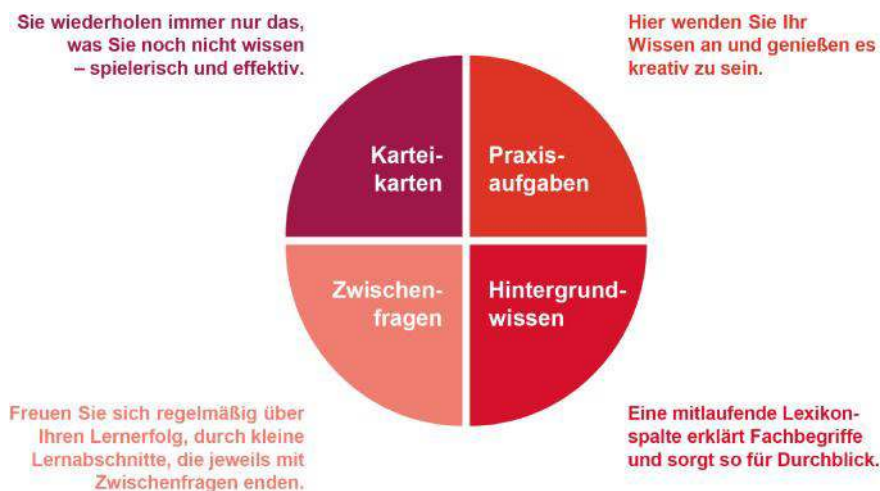 Sie wiederholen immer nur das,
was Sie noch nicht wissen
– spielerisch und effektiv.
Hier wenden Sie Ihr
Wissen an und genießen es
kreativ zu sein.
Kartei-
karten
Praxis-
aufgaben
Zwischen-
fragen
Hintergrund-
wissen
Freuen Sie sich regelmäßig über
Ihren Lernerfolg, durch kleine
Lernabschnitte, die jeweils mit
Zwischenfragen enden.
Eine mitlaufende Lexikon-
spalte erklärt Fachbegriffe
und sorgt so für Durchblick.